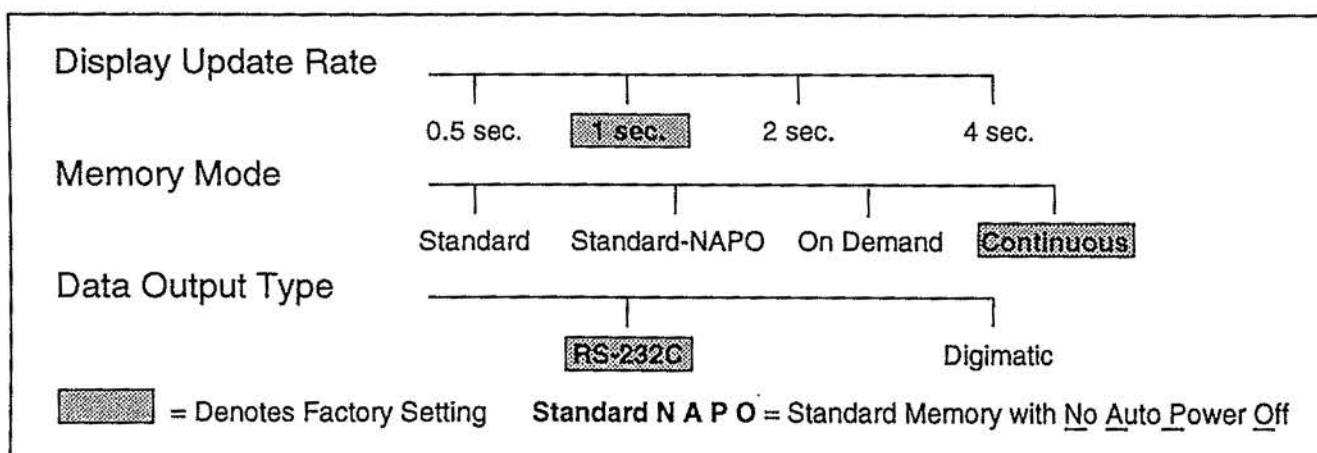 Display Update Rate
0.5 sec. 1 sec. 2 sec. 4 sec.
Memory Mode
Standard Standard-NAPO On Demand Continuous
Data Output Type
RS-232C Digimatic
= Denotes Factory Setting Standard N A P O = Standard Memory with No Auto Power Off